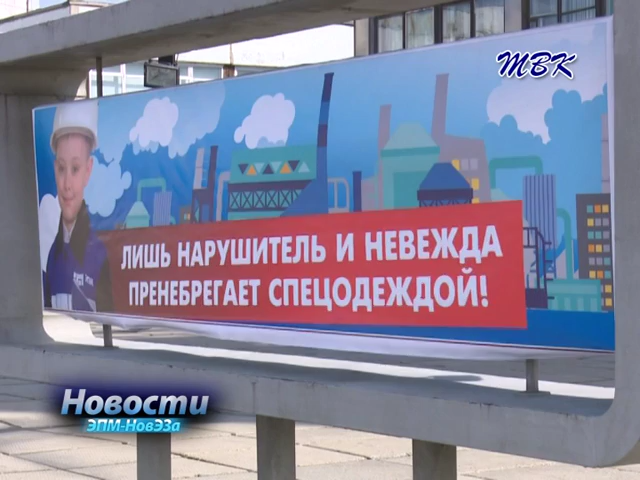 ТВК
ЛИШЬ НАРУШИТЕЛЬ И НЕВЕЖДА
ПРЕНЕБРЕГАЕТ СПЕЦОДЕЖДОЙ!
Новости
ЭПМ-НовЭЗа